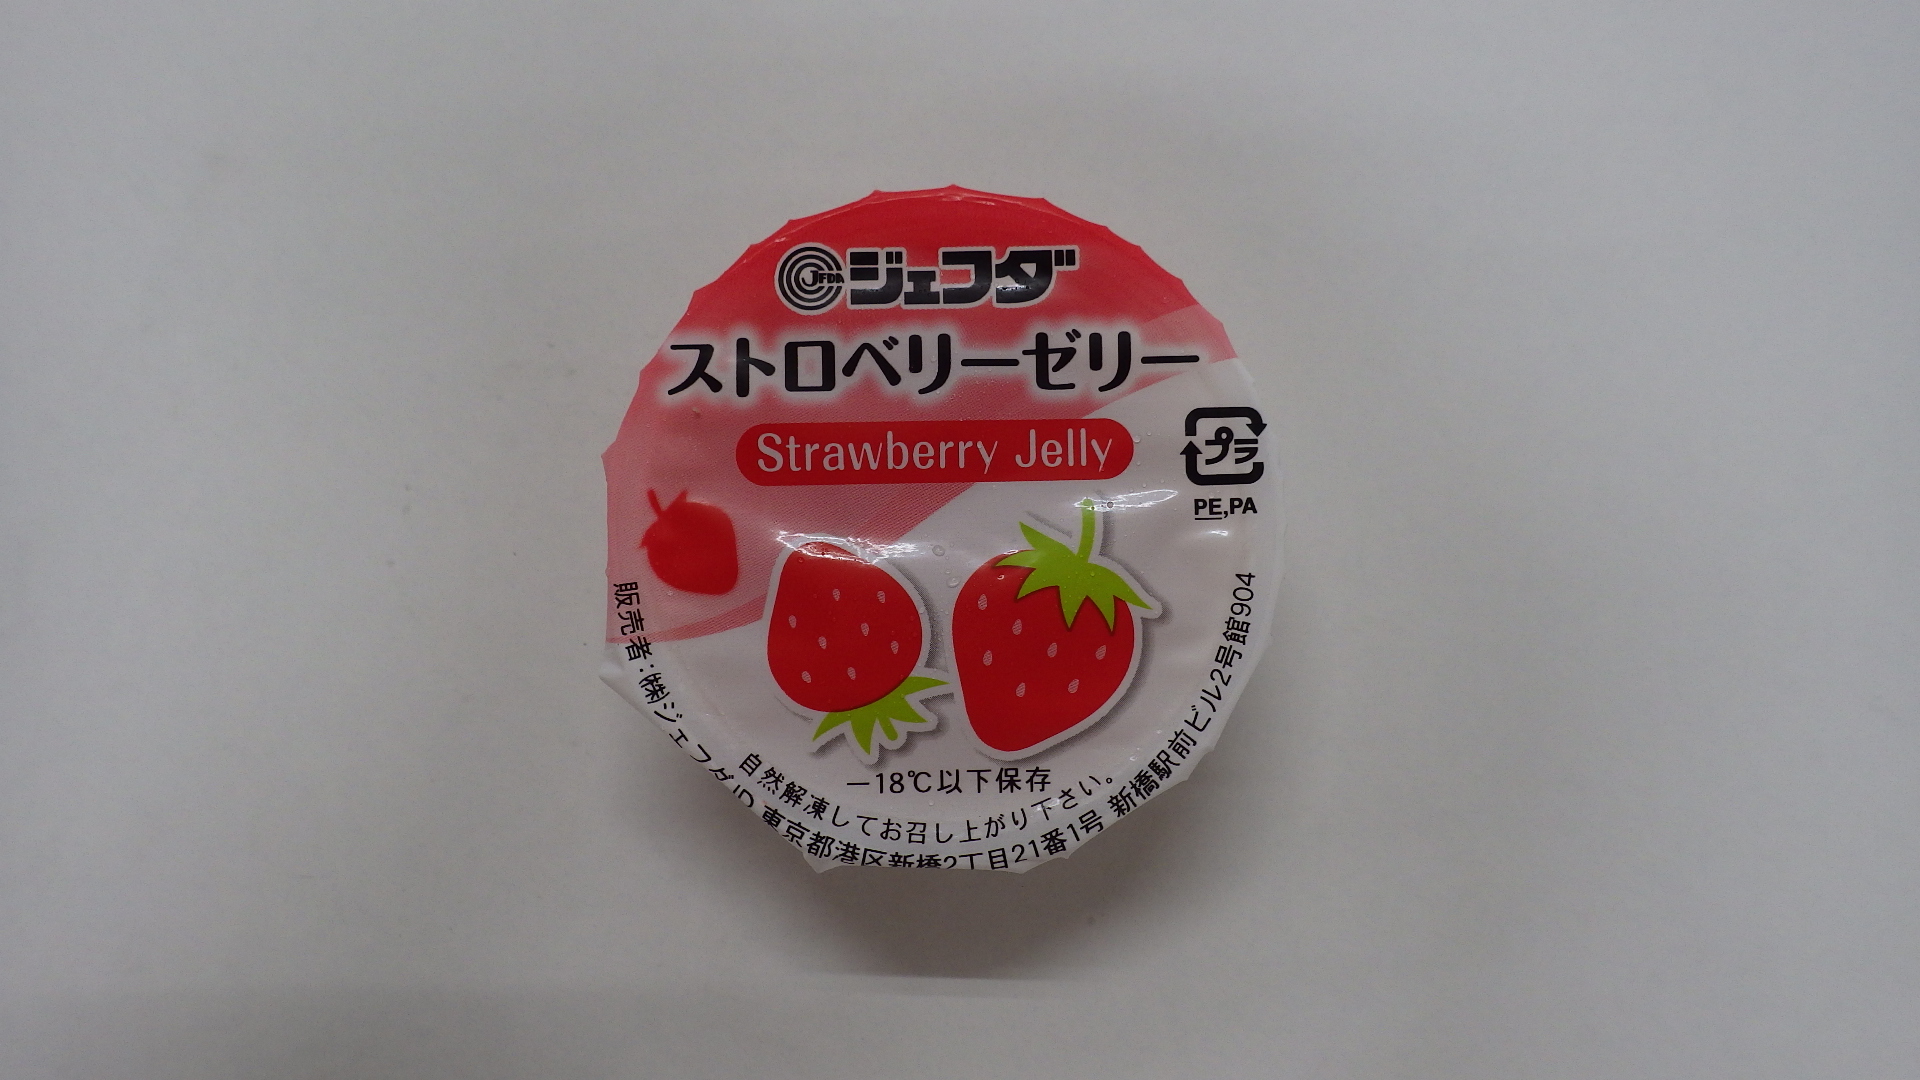 JFDA ジェフダ
ストロベリーゼリー
Strawberry Jelly
プラ
PE,PA
－18℃以下保存
自然解凍してお召し上がり下さい。
販売者:㈱ジェフダJD 東京都港区新橋2丁目21番1号 新橋駅前ビル2号館904